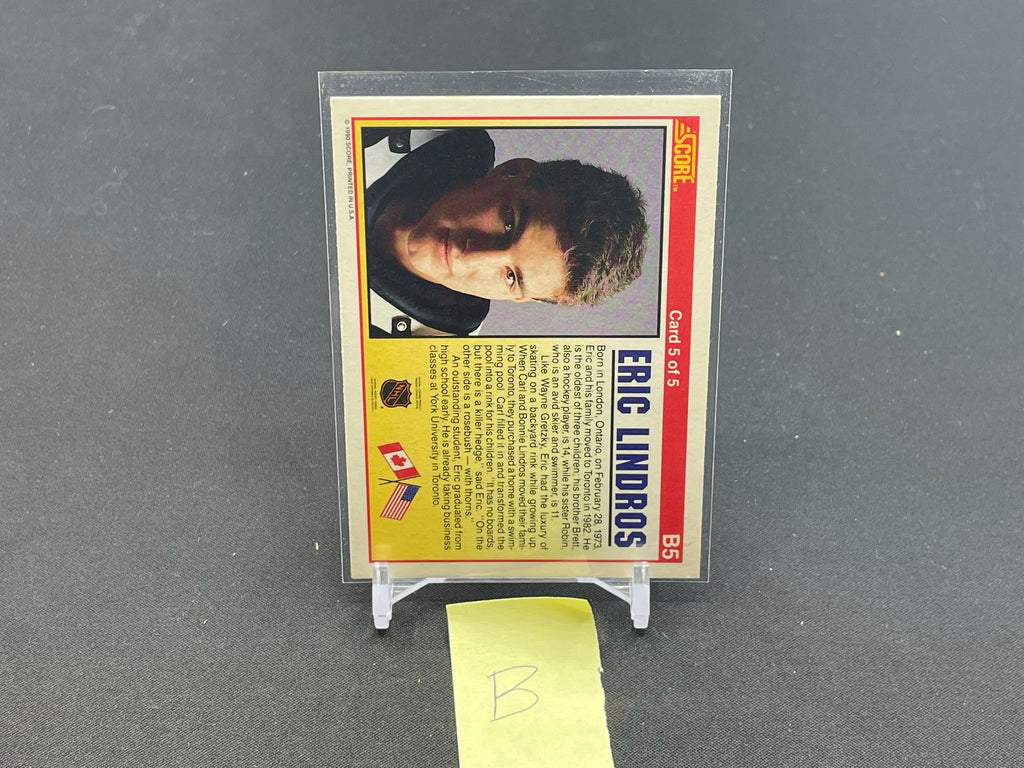 SCORE™
Card 5 of 5
B5
ERIC LINDROS
Born in London, Ontario, on February 28, 1973,
Eric and his family moved to Toronto in 1982. He
is the oldest of three children; his brother Brett,
also a hockey player, is 14, while his sister Robin,
who is an avid skier and swimmer, is 11.
Like Wayne Gretzky, Eric had the luxury of
skating on a backyard rink while growing up.
When Carl and Bonnie Lindros moved their fami-
ly to Toronto, they purchased a home with a swim-
ming pool. Carl filled it in and transformed the
pool into a rink for his children. "It has no boards,
but there is a killer hedge," said Eric. "On the
other side is a rosebush — with thorns."
An outstanding student, Eric graduated from
high school early. He is already taking business
classes at York University in Toronto.
NHL
© 1990 SCORE, PRINTED IN U.S.A.
B